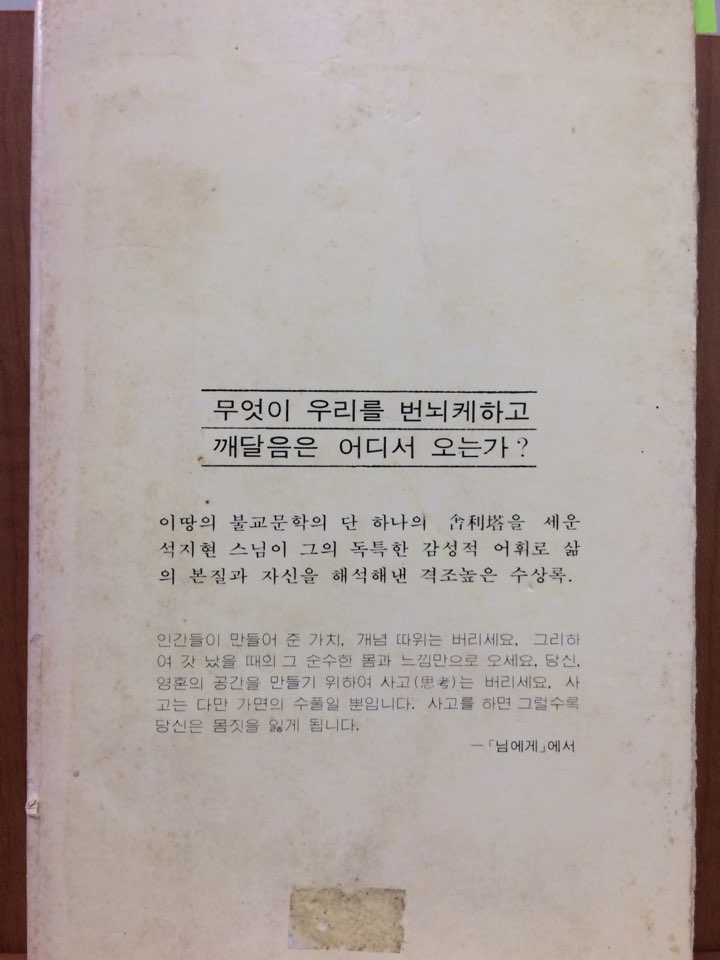 무엇이 우리를 번뇌케하고
깨달음은 어디서 오는가?
이땅의 불교문학의 단 하나의 舍利塔을 세운
석지현 스님이 그의 독특한 감성적 어휘로 삶
의 본질과 자신을 해석해낸 격조높은 수상록.
인간들이 만들어 준 가치, 개념 따위는 버리세요. 그리하
여 갓 났을 때의 그 순수한 몸과 느낌만으로 오세요. 당신,
영혼의 공간을 만들기 위하여 사고(思考)는 버리세요. 사
고는 다만 가면의 수풀일 뿐입니다. 사고를 하면 그럴수록
당신은 몸짓을 잃게 됩니다.
—「님에게」에서